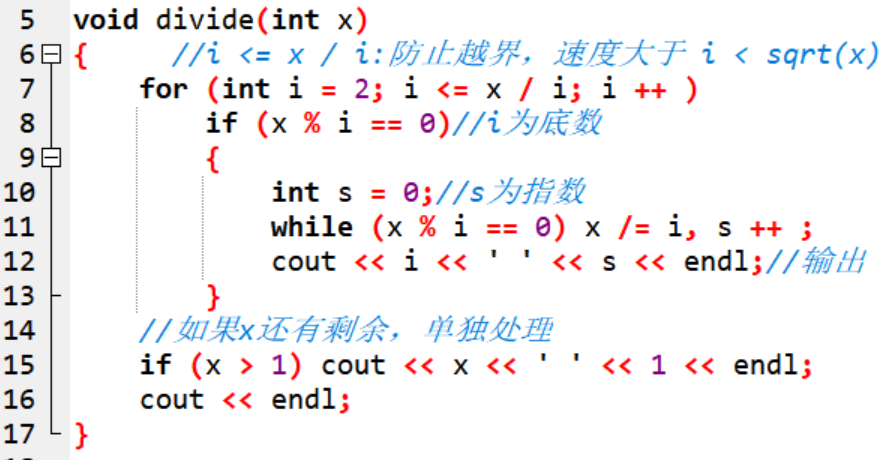 5 void divide(int x)
6 { //i <= x / i:防止越界，速度大于 i < sqrt(x)
7 for (int i = 2; i <= x / i; i ++ )
8 if (x % i == 0)//i为底数
9 {
10 int s = 0;//s为指数
11 while (x % i == 0) x /= i, s ++ ;
12 cout << i << ' ' << s << endl;//输出
13 }
14 //如果x还有剩余，单独处理
15 if (x > 1) cout << x << ' ' << 1 << endl;
16 cout << endl;
17 }